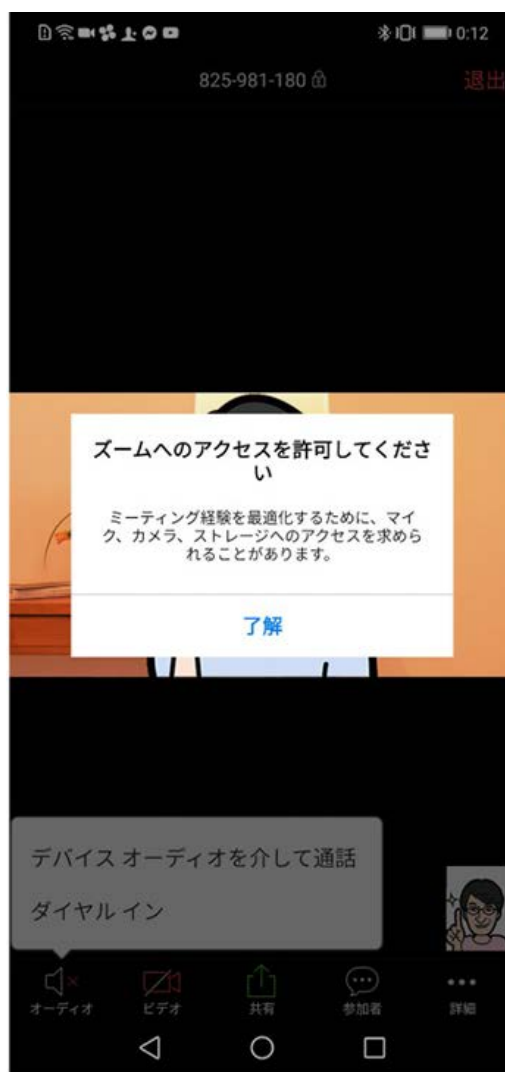 0:12
825-981-180
退出
ズームへのアクセスを許可してくださ
い
ミーティング経験を最適化するために、マイ
ク、カメラ、ストレージへのアクセスを求めら
れることがあります。
了解
デバイス オーディオを介して通話
ダイヤル イン
オーディオ ビデオ 共有 参加者 詳細